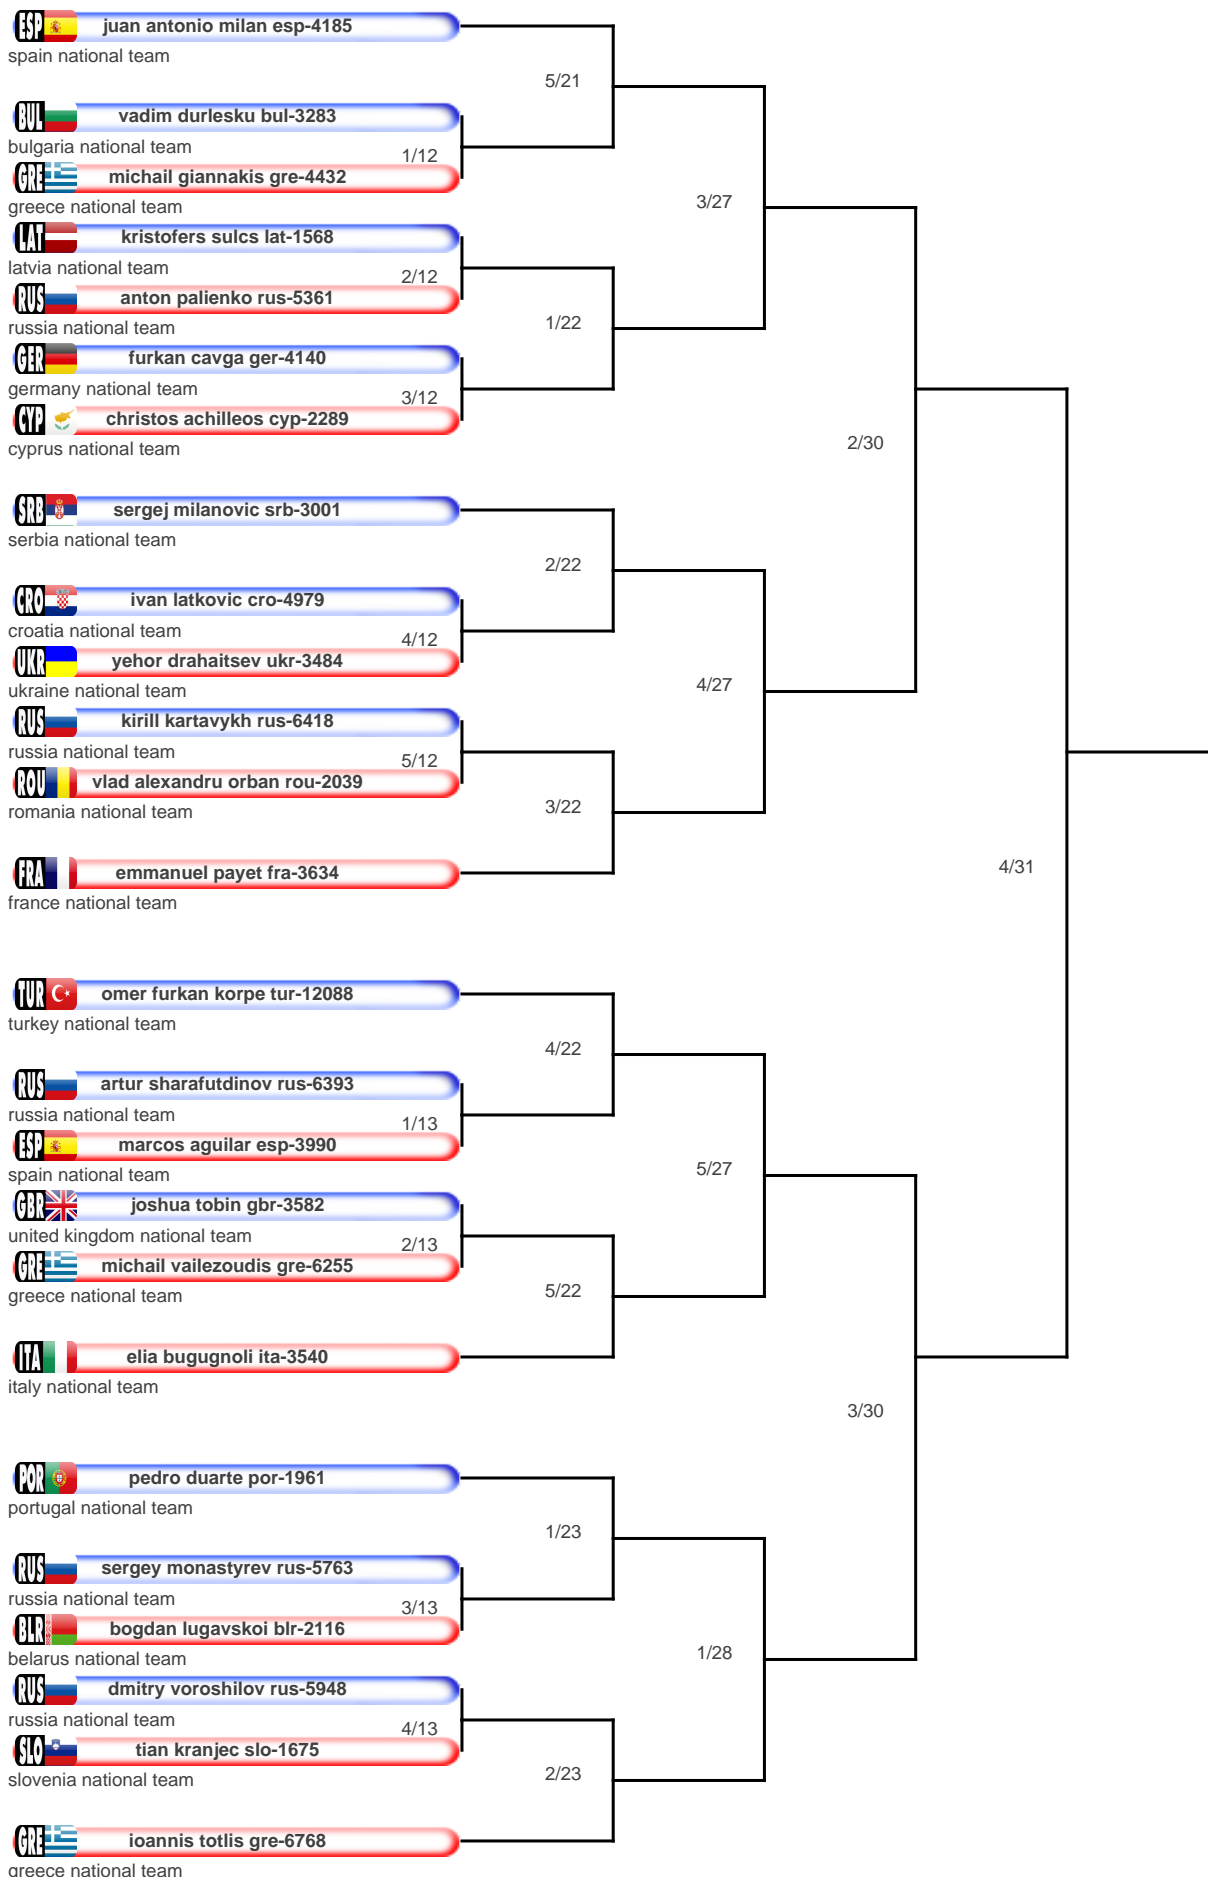 ESP juan antonio milan esp-4185
spain national team
5/21
BUL vadim durlesku bul-3283
bulgaria national team
1/12
GRE michail giannakis gre-4432
greece national team
3/27
LAT kristofers sulcs lat-1568
latvia national team
2/12
RUS anton palienko rus-5361
russia national team
1/22
GER furkan cavga ger-4140
germany national team
3/12
CYP christos achilleos cyp-2289
cyprus national team
2/30
SRB sergej milanovic srb-3001
serbia national team
2/22
CRO ivan latkovic cro-4979
croatia national team
4/12
UKR yehor drahaitsev ukr-3484
ukraine national team
4/27
RUS kirill kartavykh rus-6418
russia national team
5/12
ROU vlad alexandru orban rou-2039
romania national team
3/22
FRA emmanuel payet fra-3634
france national team
4/31
TUR omer furkan korpe tur-12088
turkey national team
4/22
RUS artur sharafutdinov rus-6393
russia national team
1/13
ESP marcos aguilar esp-3990
spain national team
5/27
GBR joshua tobin gbr-3582
united kingdom national team
2/13
GRE michail vailezoudis gre-6255
greece national team
5/22
ITA elia bugugnoli ita-3540
italy national team
3/30
POR pedro duarte por-1961
portugal national team
1/23
RUS sergey monastyrev rus-5763
russia national team
3/13
BLR bogdan lugavskoi blr-2116
belarus national team
1/28
RUS dmitry voroshilov rus-5948
russia national team
4/13
SLO tian kranjec slo-1675
slovenia national team
2/23
GRE ioannis totlis gre-6768
greece national team